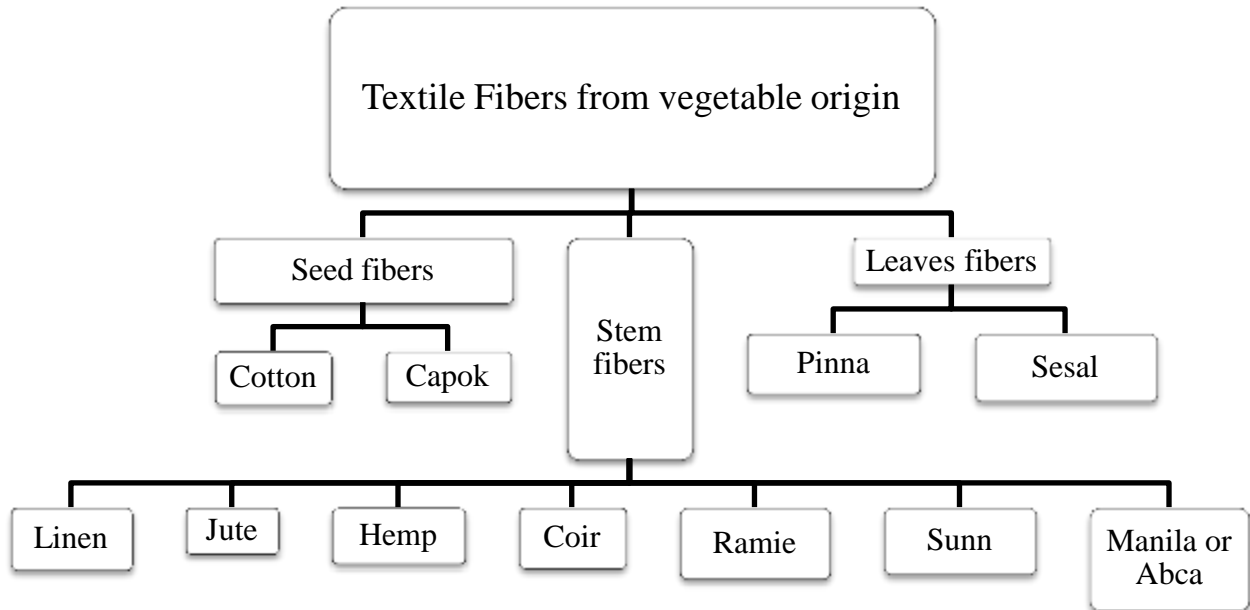 Textile Fibers from vegetable origin
Seed fibers
Stem
fibers
Leaves fibers
Cotton
Capok
Pinna
Sesal
Linen
Jute
Hemp
Coir
Ramie
Sunn
Manila or
Abca